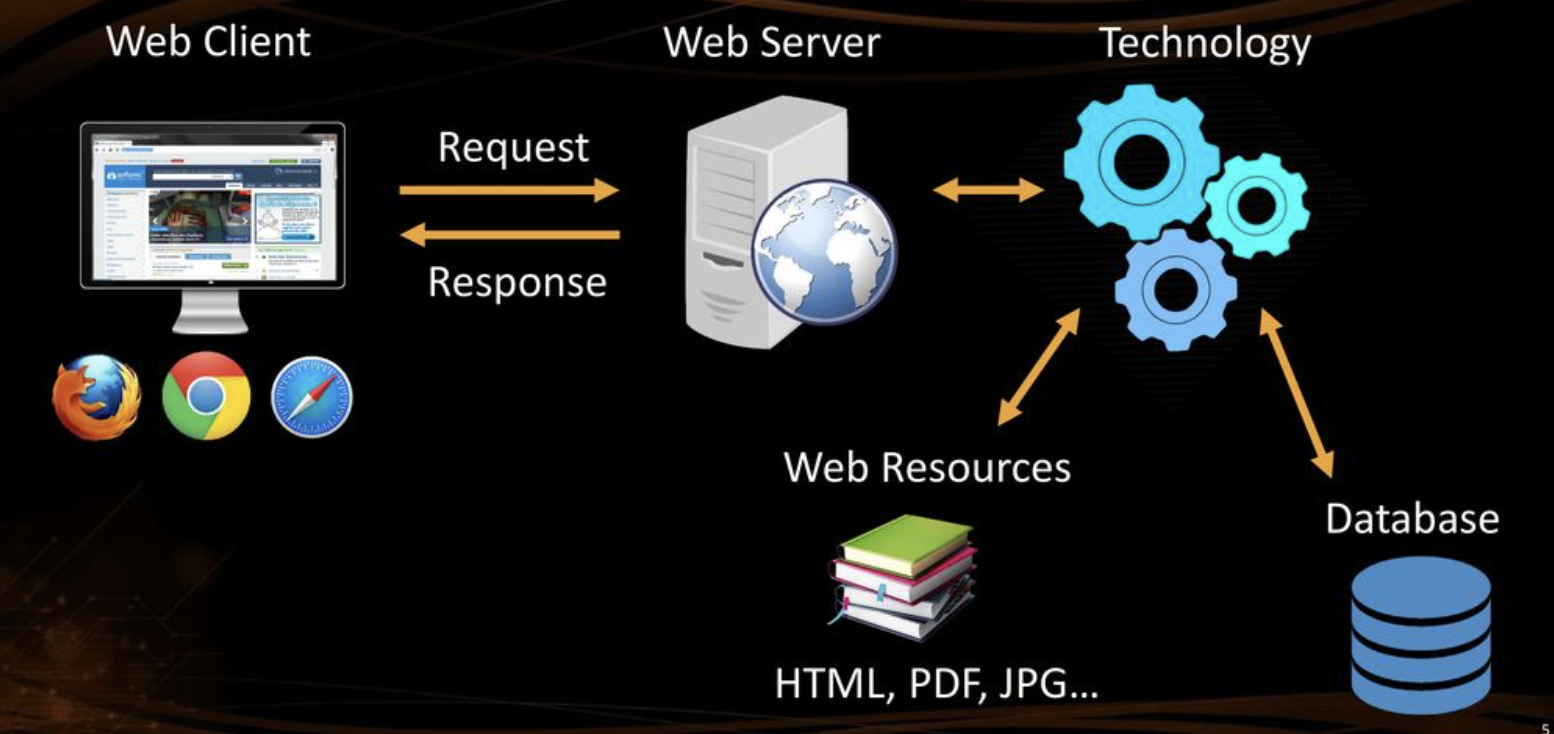 Web Client
Web Server
Technology
Request
Response
Web Resources
Database
HTML, PDF, JPG...
5